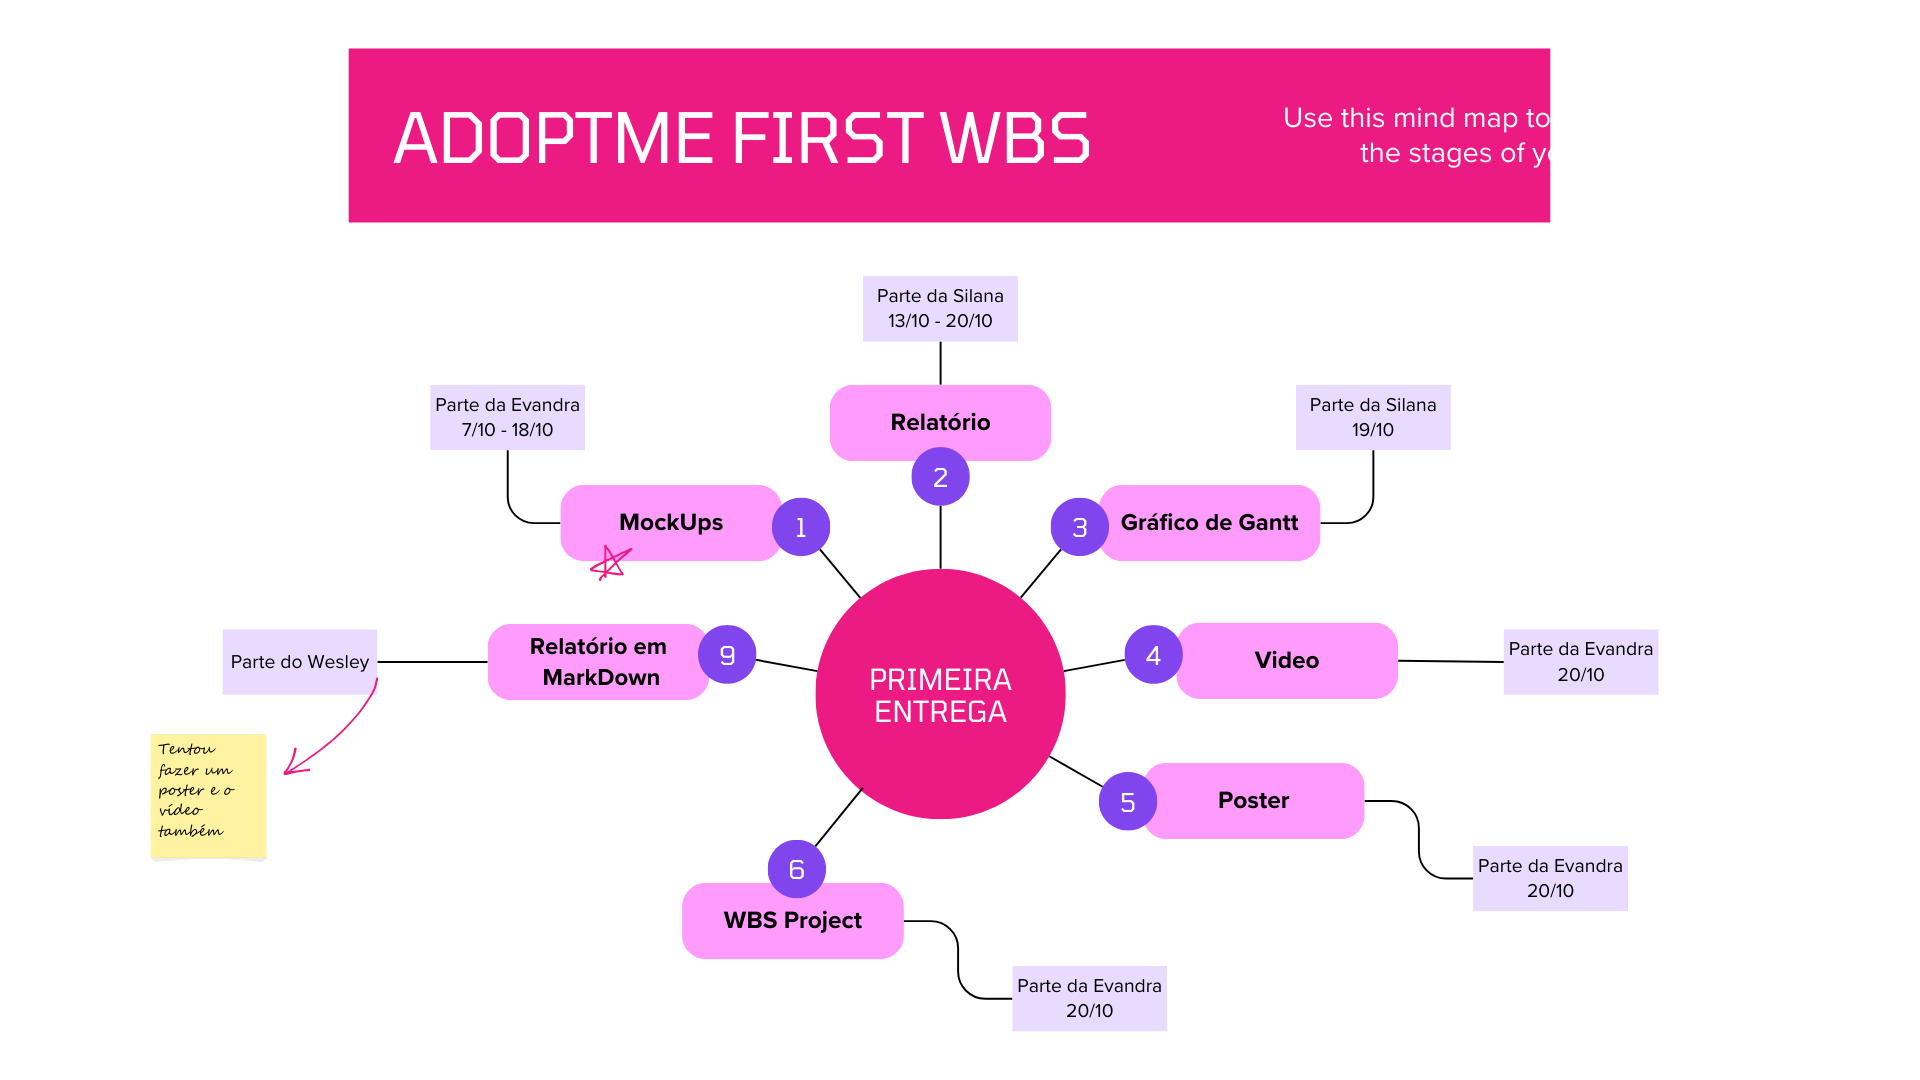 ADOPTME FIRST WBS
Use this mind map to
the stages of yo
Parte da Silana
13/10 - 20/10
Relatório
2
Parte da Evandra
7/10 - 18/10
MockUps
1
Parte da Silana
19/10
3
Gráfico de Gantt
Parte do Wesley
Relatório em
MarkDown
9
PRIMEIRA
ENTREGA
4
Video
Parte da Evandra
20/10
Tentou
fazer um
poster e o
vídeo
também
5
Poster
Parte da Evandra
20/10
6
WBS Project
Parte da Evandra
20/10